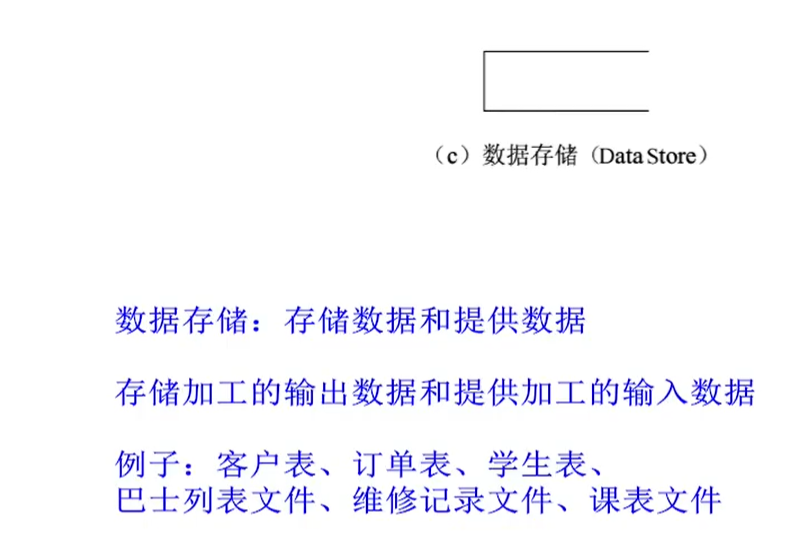 （c）数据存储（Data Store）
数据存储：存储数据和提供数据
存储加工的输出数据和提供加工的输入数据
例子：客户表、订单表、学生表、
巴士列表文件、维修记录文件、课表文件